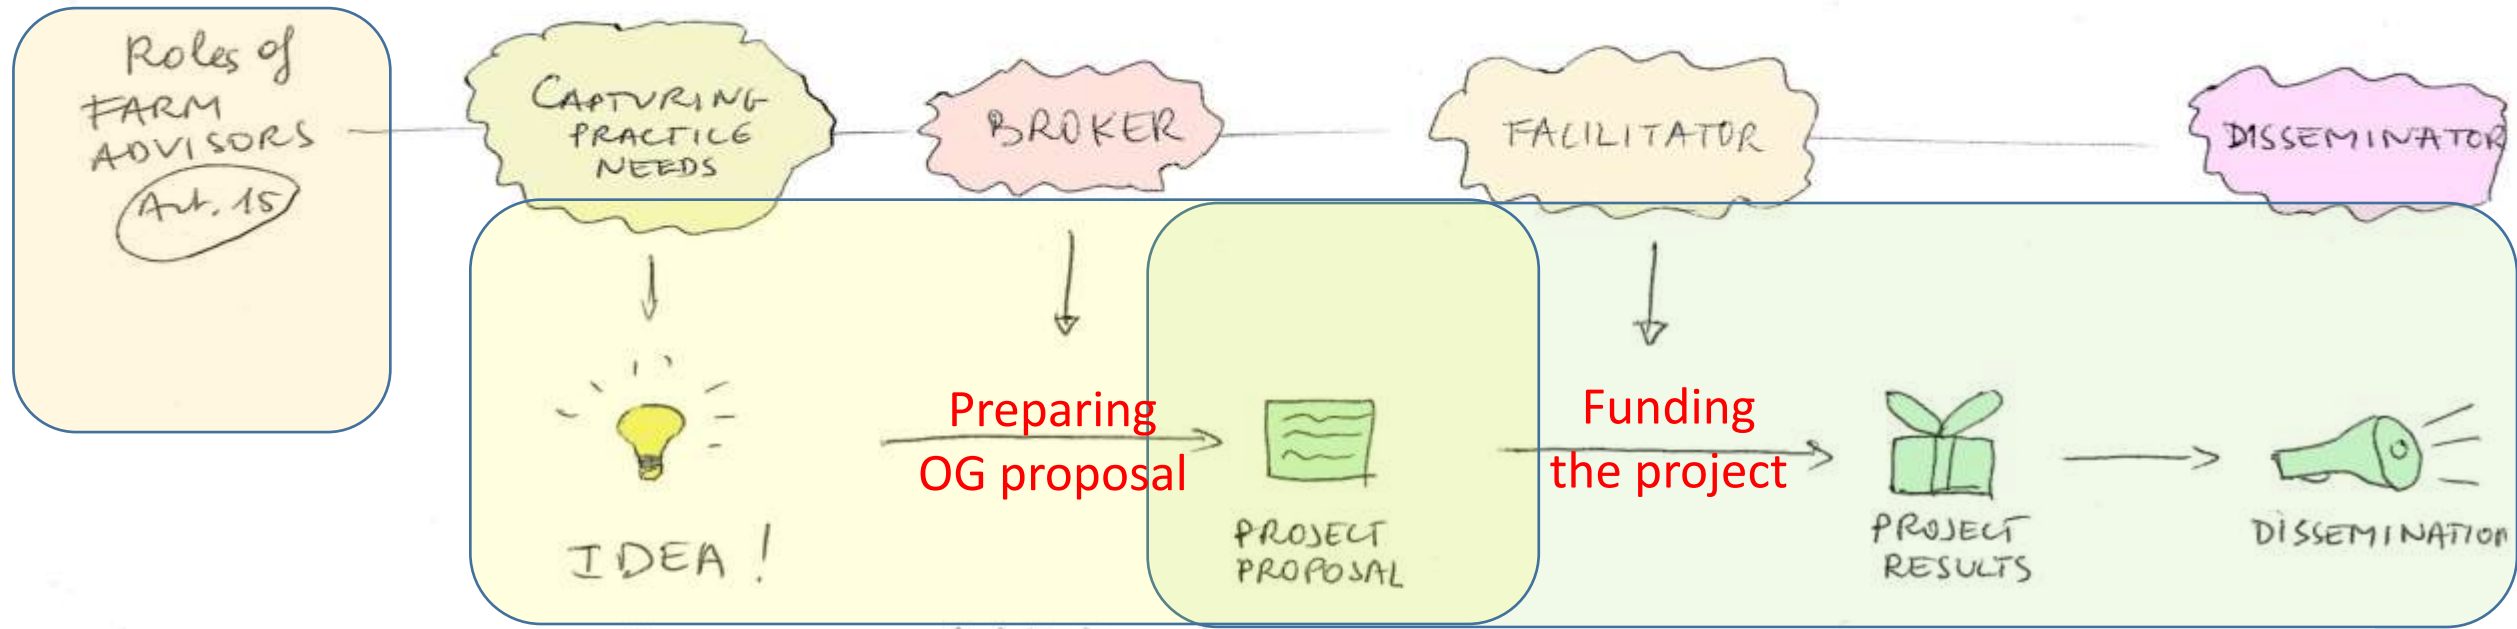 Roles of
FARM
ADVISORS
Art. 15
CAPTURING
PRACTICE
NEEDS
BROKER
FACILITATOR
DISSEMINATOR
Preparing
OG proposal
Funding
the project
IDEA !
PROJECT
PROPOSAL
PROJECT
RESULTS
DISSEMINATION